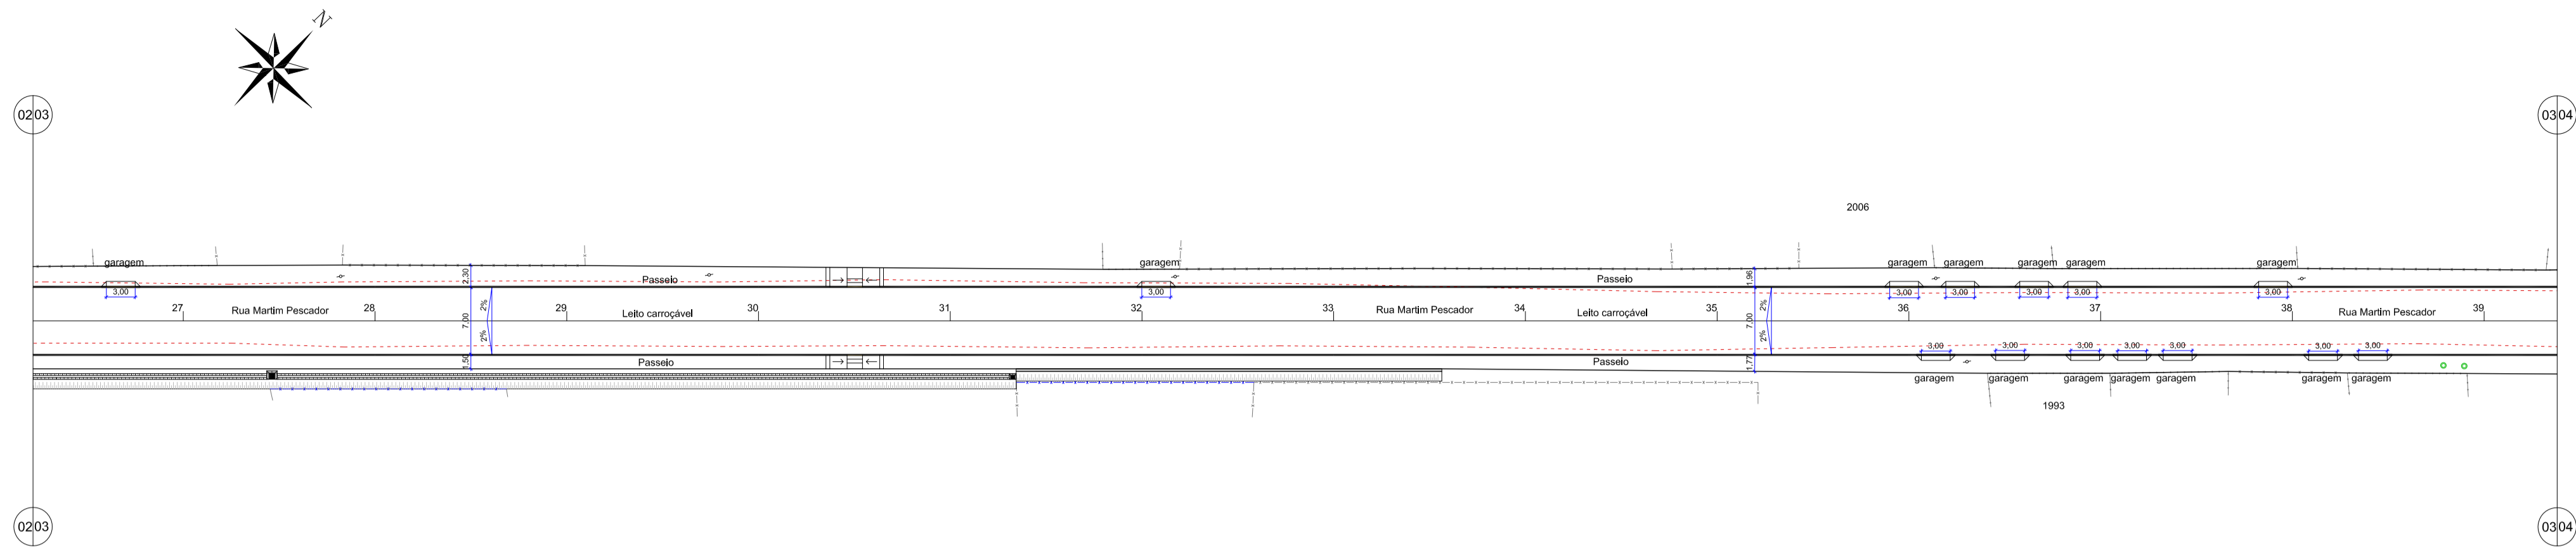 N
02 03
03 04
2006
garagem
garagem
garagem
garagem
garagem
garagem
garagem
3,00
2,30
Passeio
3,00
Passeio
1,96
3,00
3,00
3,00
3,00
3,00
27
Rua Martim Pescador
28
7,00
2%
2%
29
Leito carroçável
30
31
32
33
Rua Martim Pescador
34
Leito carroçável
35
7,00
2%
2%
36
37
38
Rua Martim Pescador
39
1,50
Passeio
Passeio
1,77
3,00
3,00
3,00
3,00
3,00
3,00
3,00
garagem
garagem
garagem
garagem
garagem
garagem
garagem
1993
02 03
03 04